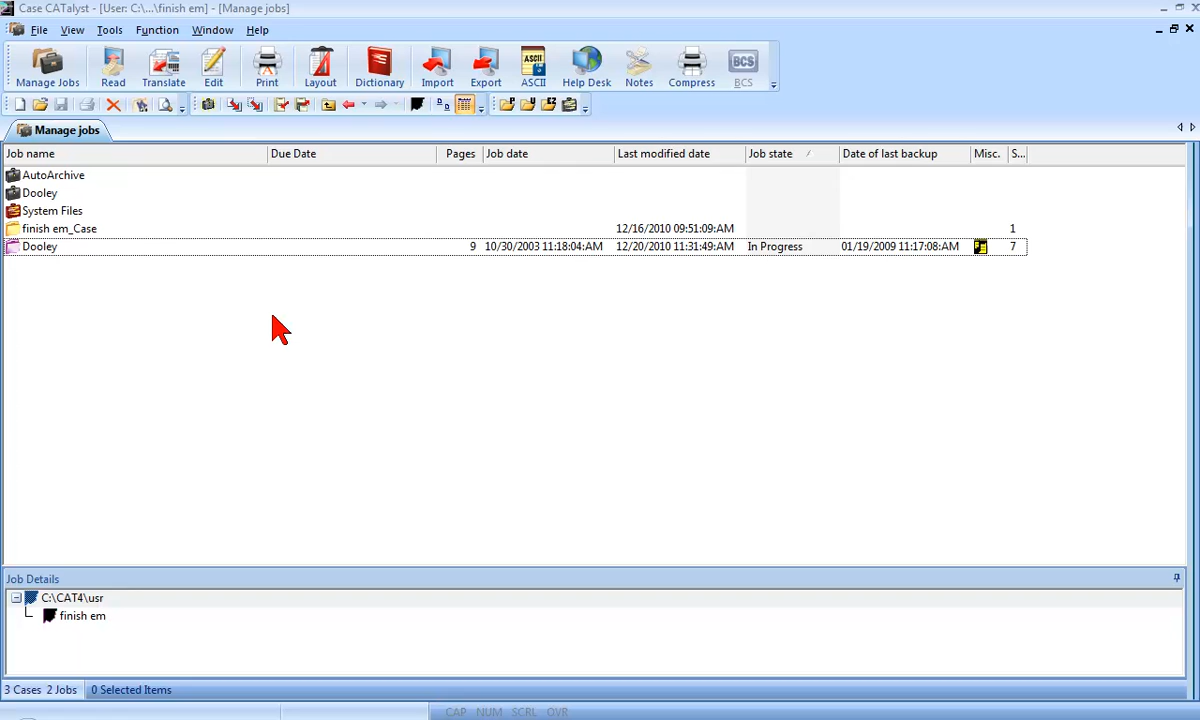 Case CATalyst - [User: C:\...\finish em] - [Manage jobs]
File View Tools Function Window Help
Manage Jobs Read Translate Edit Print Layout Dictionary Import Export ASCII Help Desk Notes Compress BCS
Manage jobs
Job name Due Date Pages Job date Last modified date Job state Date of last backup Misc. S...
AutoArchive
Dooley
System Files
finish em_Case 12/16/2010 09:51:09:AM 1
Dooley 9 10/30/2003 11:18:04:AM 12/20/2010 11:31:49:AM In Progress 01/19/2009 11:17:08:AM 7
Job Details
C:\CAT4\usr
finish em
3 Cases 2 Jobs 0 Selected Items
CAP NUM SCRL OVR